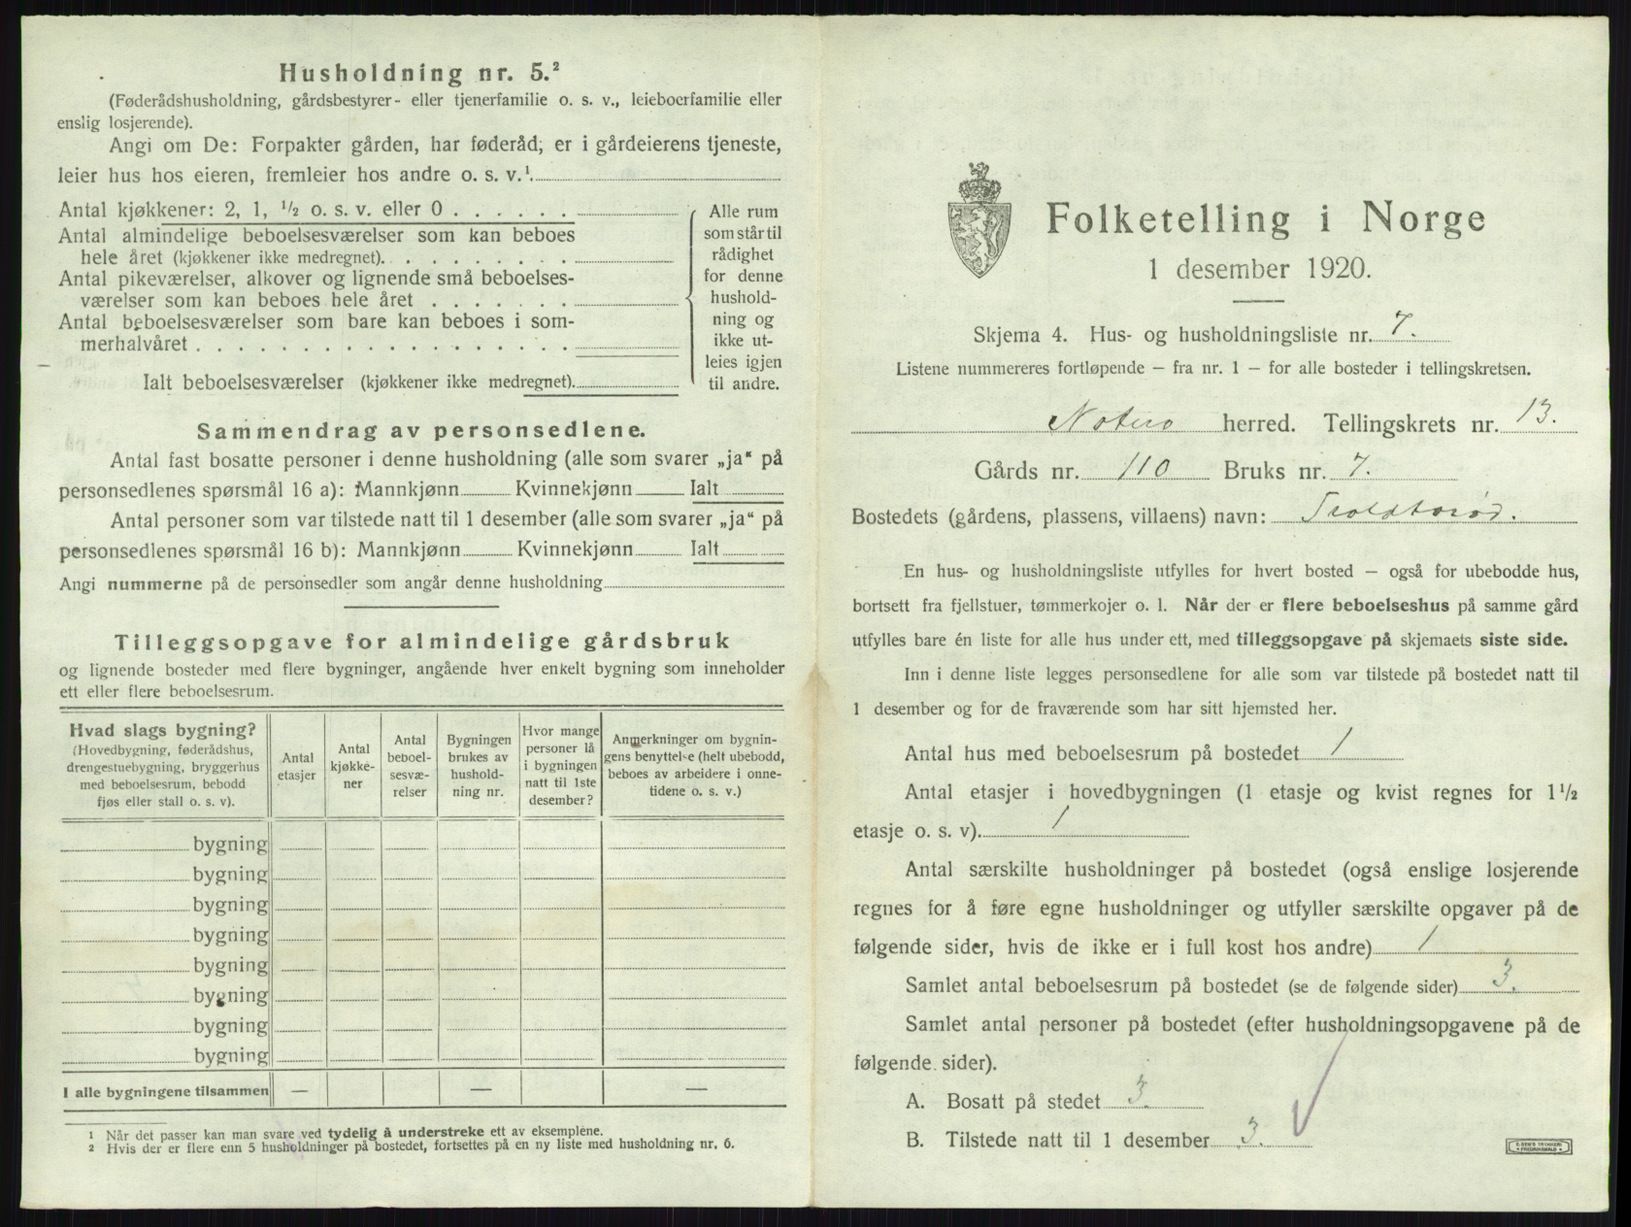 Husholdning nr. 5.²
(Føderådshusholdning, gårdsbestyrer- eller tjenerfamilie o. s. v., leieboerfamilie eller
enslig losjerende).
Angi om De: Forpakter gården, har føderåd, er i gårdeierens tjeneste,
leier hus hos eieren, fremleier hos andre o. s. v.¹
Antal kjøkkener: 2, 1, ½ o. s. v. eller 0
Antal almindelige beboelsesværelser som kan beboes
hele året (kjøkkener ikke medregnet).
Antal pikeværelser, alkover og lignende små beboelses-
værelser som kan beboes hele året
Antal beboelsesværelser som bare kan beboes i som-
merhalvåret
Ialt beboelsesværelser (kjøkkener ikke medregnet).
Alle rum
som står til
rådighet
for denne
hushold-
ning og
ikke ut-
leies igjen
til andre.
Sammendrag av personsedlene.
Antal fast bosatte personer i denne husholdning (alle som svarer „ja“ på
personsedlenes spørsmål 16 a): Mannkjønn Kvinnekjønn Ialt
Antal personer som var tilstede natt til 1 desember (alle som svarer „ja“ på
personsedlenes spørsmål 16 b): Mannkjønn Kvinnekjønn Ialt
Angi nummerne på de personsedler som angår denne husholdning
Tilleggsopgave for almindelige gårdsbruk
og lignende bosteder med flere bygninger, angående hver enkelt bygning som inneholder
ett eller flere beboelsesrum.
Hvad slags bygning?
(Hovedbygning, føderådshus,
drengestuebygning, bryggerhus
med beboelsesrum, bebodd
fjøs eller stall o. s. v).
Antal
etasjer
Antal
kjøkke-
ner
Antal
beboel-
sesvæ-
relser
Bygningen
brukes av
hushold-
ning nr.
Hvor mange
personer lå
i bygningen
natt til 1ste
desember?
Anmerkninger om bygnin-
gens benyttelse (helt ubebodd,
beboes av arbeidere i onne-
tidene o. s. v.)
bygning
bygning
bygning
bygning
bygning
bygning
bygning
bygning
I alle bygningene tilsammen — — —
¹ Når det passer kan man svare ved tydelig å understreke ett av eksemplene.
² Hvis der er flere enn 5 husholdninger på bostedet, fortsettes på en ny liste med husholdning nr. 6.
Folketelling i Norge
1 desember 1920.
Skjema 4. Hus- og husholdningsliste nr. 7.
Listene nummereres fortløpende — fra nr. 1 — for alle bosteder i tellingskretsen.
Nøterø herred. Tellingskrets nr. 13.
Gårds nr. 110 Bruks nr. 7.
Bostedets (gårdens, plassens, villaens) navn:
En hus- og husholdningsliste utfylles for hvert bosted — også for ubebodde hus,
bortsett fra fjellstuer, tømmerkojer o. l. Når der er flere beboelseshus på samme gård
utfylles bare én liste for alle hus under ett, med tilleggsopgave på skjemaets siste side.
Inn i denne liste legges personsedlene for alle som var tilstede på bostedet natt til
1 desember og for de fraværende som har sitt hjemsted her.
Antal hus med beboelsesrum på bostedet 1
Antal etasjer i hovedbygningen (1 etasje og kvist regnes for 1½
etasje o. s. v). 1
Antal særskilte husholdninger på bostedet (også enslige losjerende
regnes for å føre egne husholdninger og utfyller særskilte opgaver på de
følgende sider, hvis de ikke er i full kost hos andre) 1
Samlet antal beboelsesrum på bostedet (se de følgende sider) 3.
Samlet antal personer på bostedet (efter husholdningsopgavene på de
følgende sider).
A. Bosatt på stedet 3.
B. Tilstede natt til 1 desember 3.